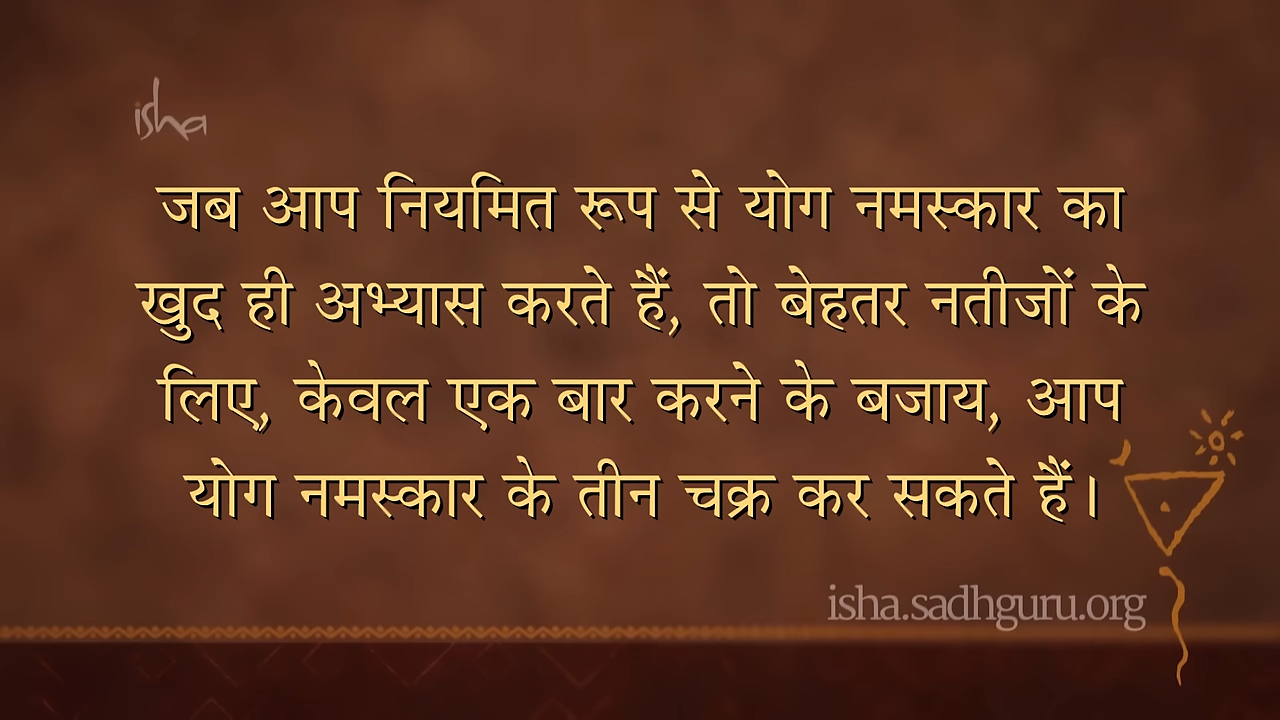 isha
जब आप नियमित रूप से योग नमस्कार का
खुद ही अभ्यास करते हैं, तो बेहतर नतीजों के
लिए, केवल एक बार करने के बजाय, आप
योग नमस्कार के तीन चक्र कर सकते हैं।
isha.sadhguru.org